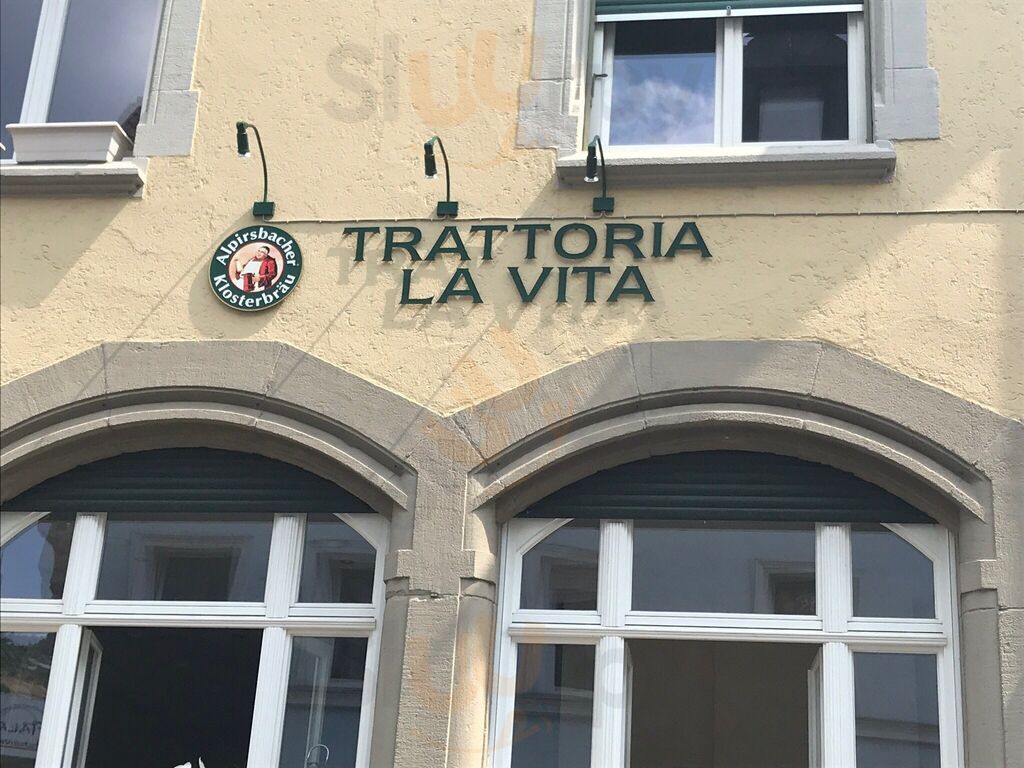 Alpirsbacher
Klosterbräu
TRATTORIA
LA VITA